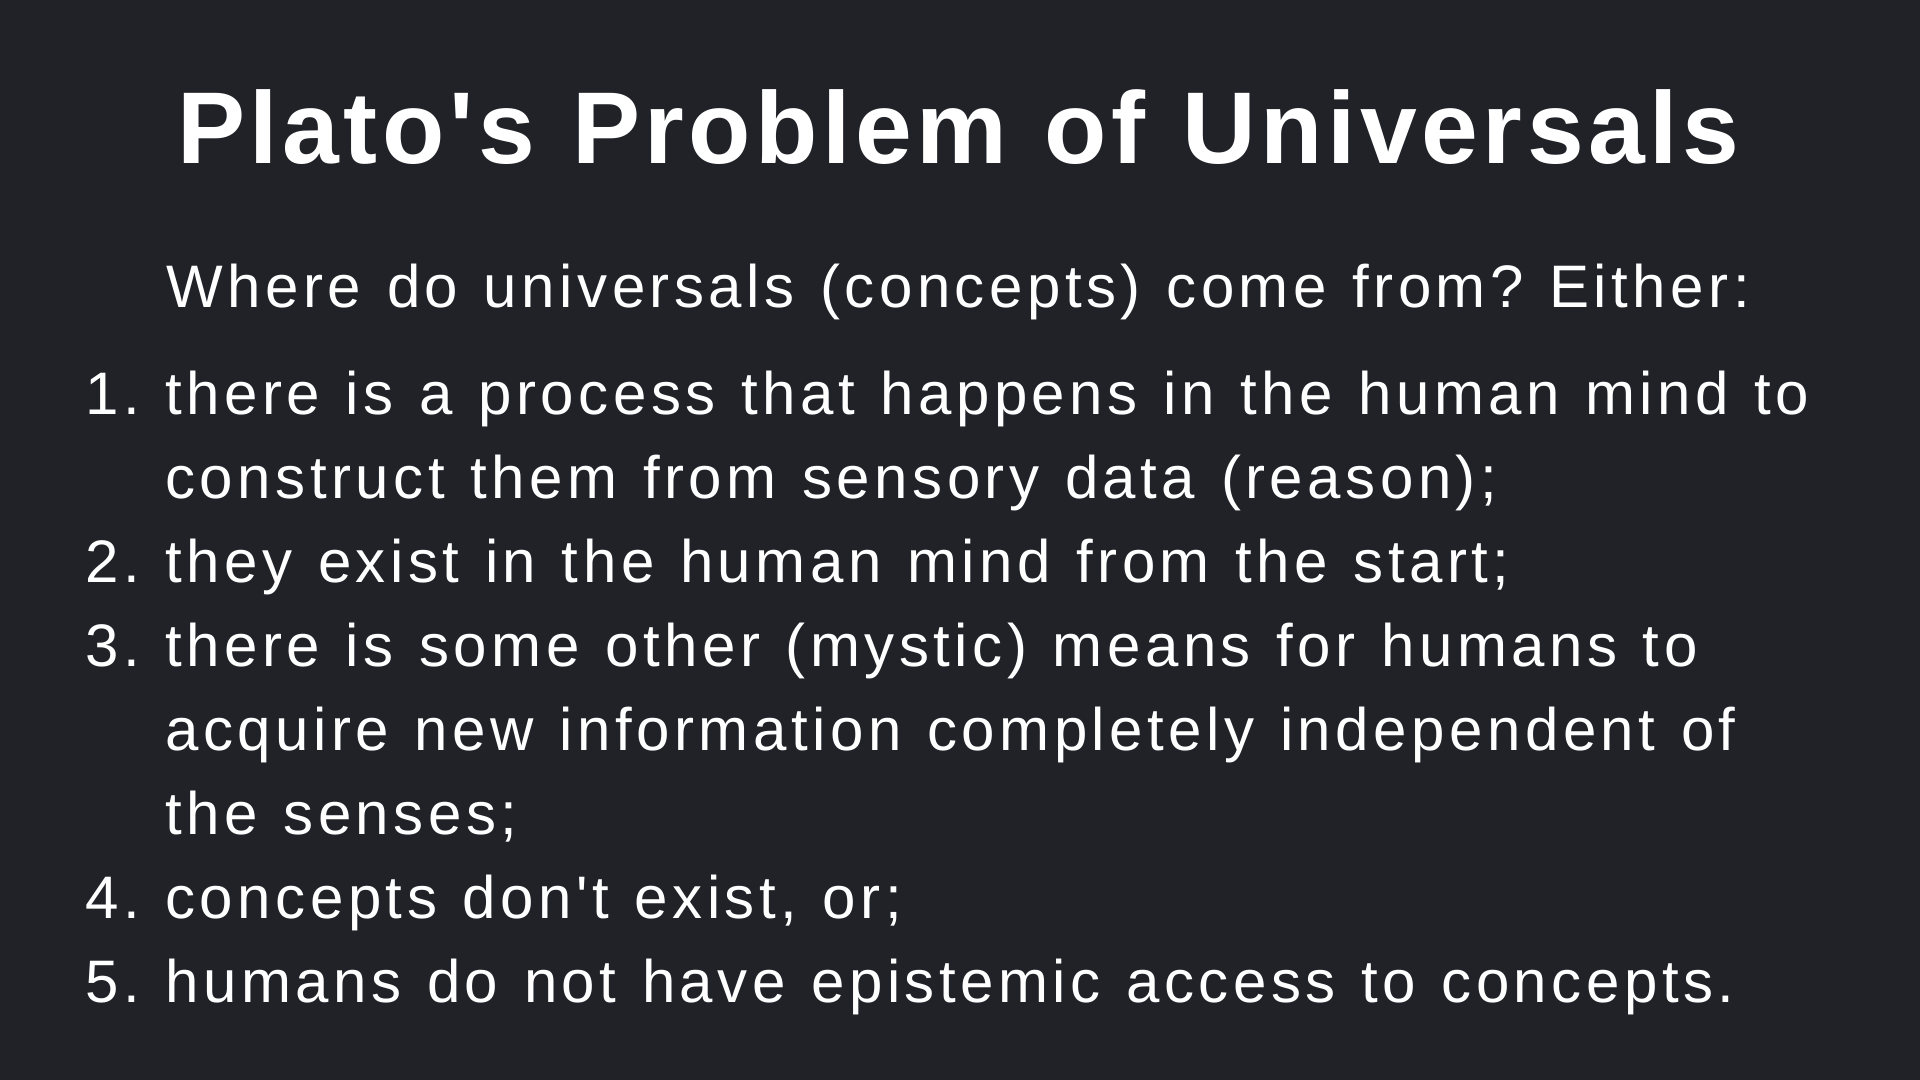 Plato's Problem of Universals
Where do universals (concepts) come from? Either:
1. there is a process that happens in the human mind to
construct them from sensory data (reason);
2. they exist in the human mind from the start;
3. there is some other (mystic) means for humans to
acquire new information completely independent of
the senses;
4. concepts don't exist, or;
5. humans do not have epistemic access to concepts.